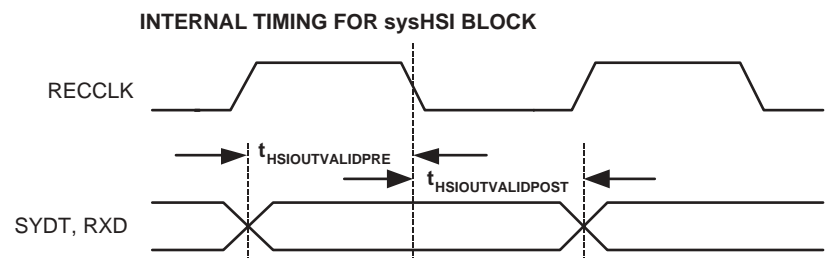 INTERNAL TIMING FOR sysHSI BLOCK
RECCLK
tHSIOUTVALIDPRE
tHSIOUTVALIDPOST
SYDT, RXD